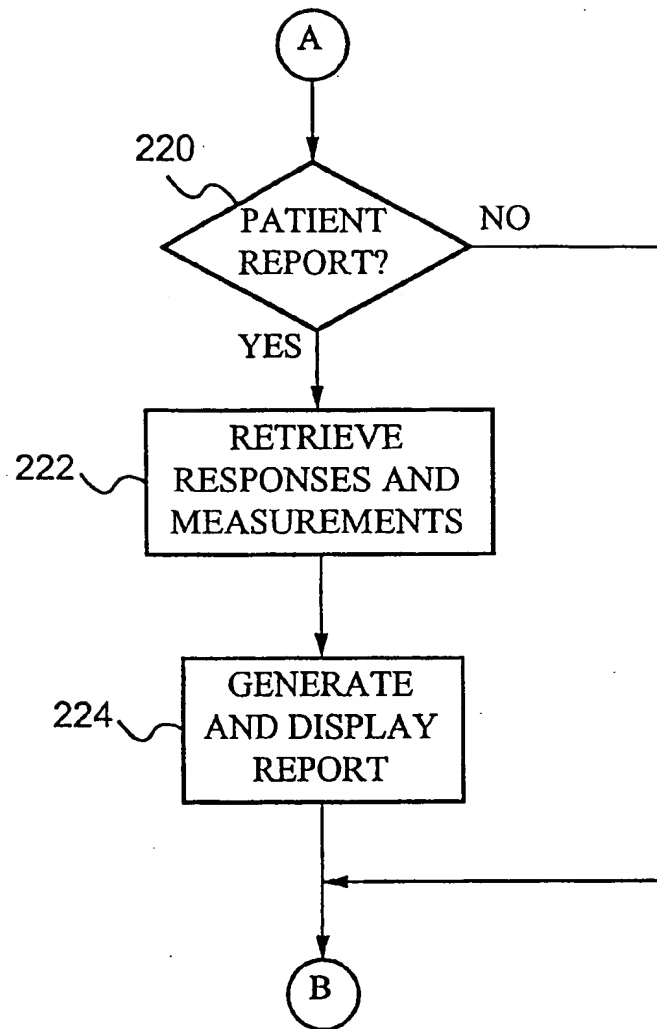 A
220
PATIENT
REPORT?
NO
YES
222
RETRIEVE
RESPONSES AND
MEASUREMENTS
224
GENERATE
AND DISPLAY
REPORT
B